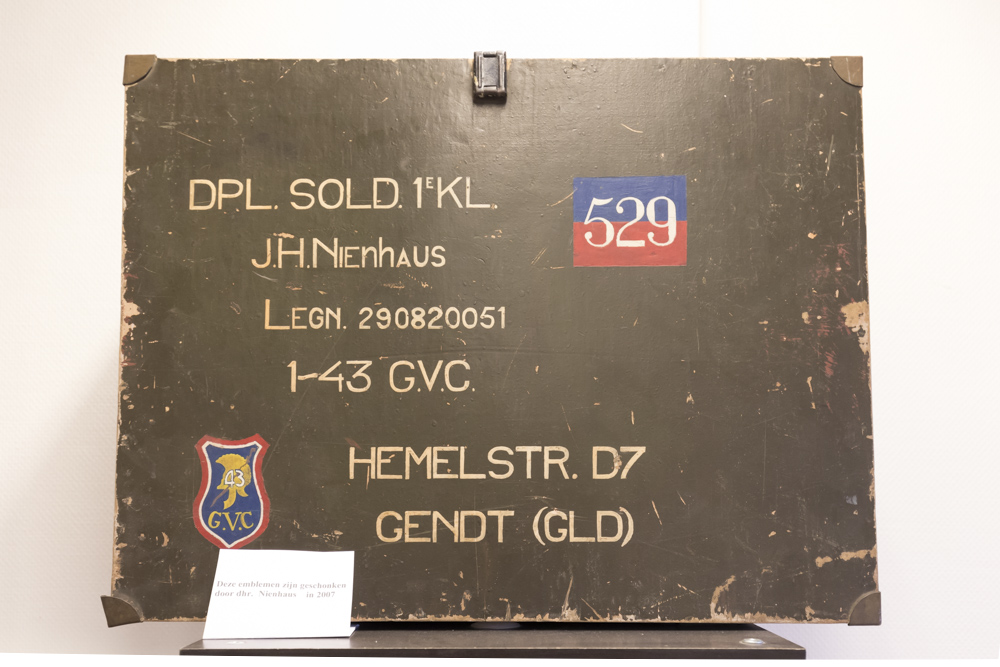 DPL. SOLD. 1E KL.
J.H. NIENHAUS
LEGN. 290820051
1-43 G.V.C.
529
HEMELSTR. D7
GENDT (GLD)
43
G.V.C
Deze emblemen zijn geschonken
door dhr. Nienhaus in 2007